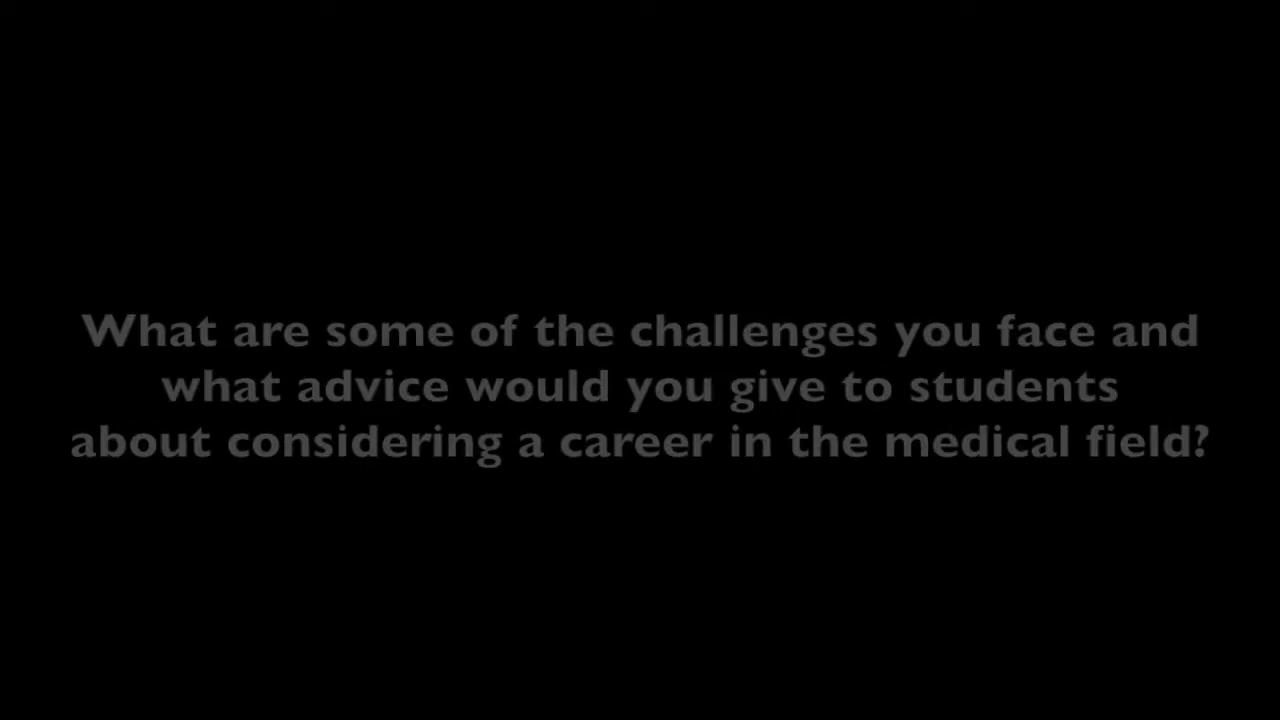 What are some of the challenges you face and
what advice would you give to students
about considering a career in the medical field?